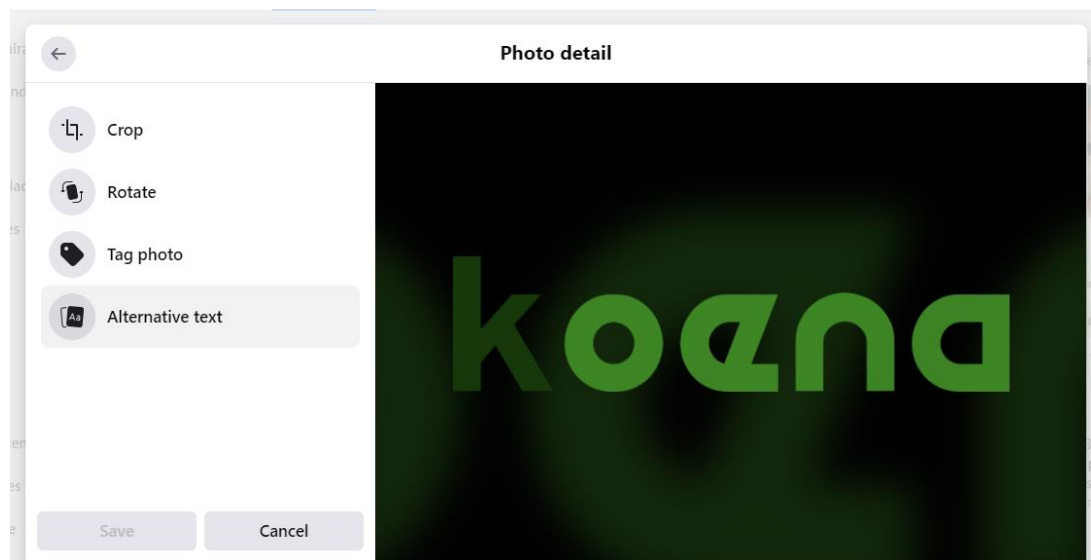 Photo detail
Crop
Rotate
Tag photo
Aa
Alternative text
koena
Save
Cancel